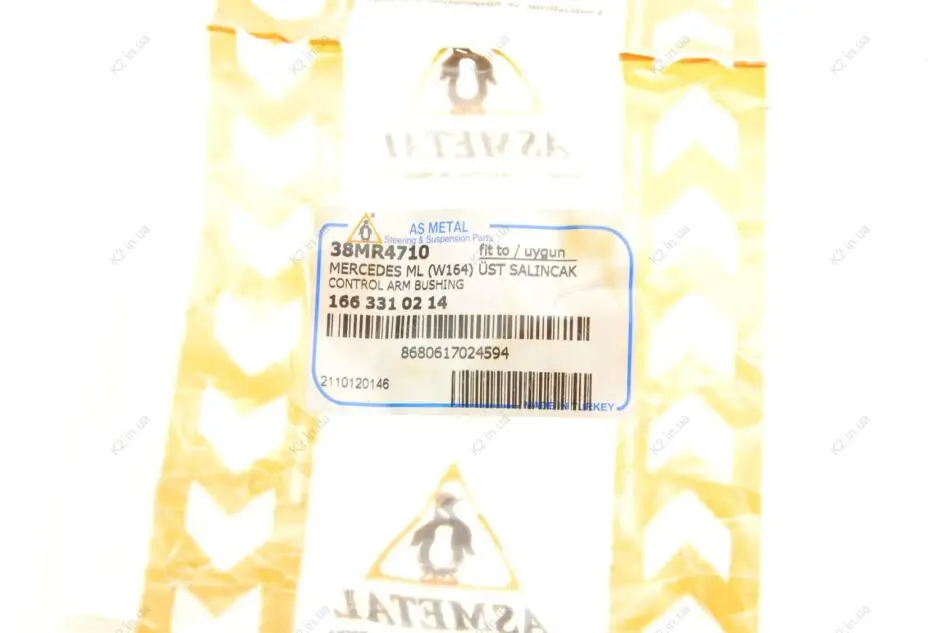 ASMETAL
AS METAL
Steering & Suspension Parts
38MR4710 fit to / uygun
MERCEDES ML (W164) ÜST SALINCAK
CONTROL ARM BUSHING
166 331 02 14
8680617024594
2110120146
MADE IN TURKEY
ASMETAL
K2.in.ua